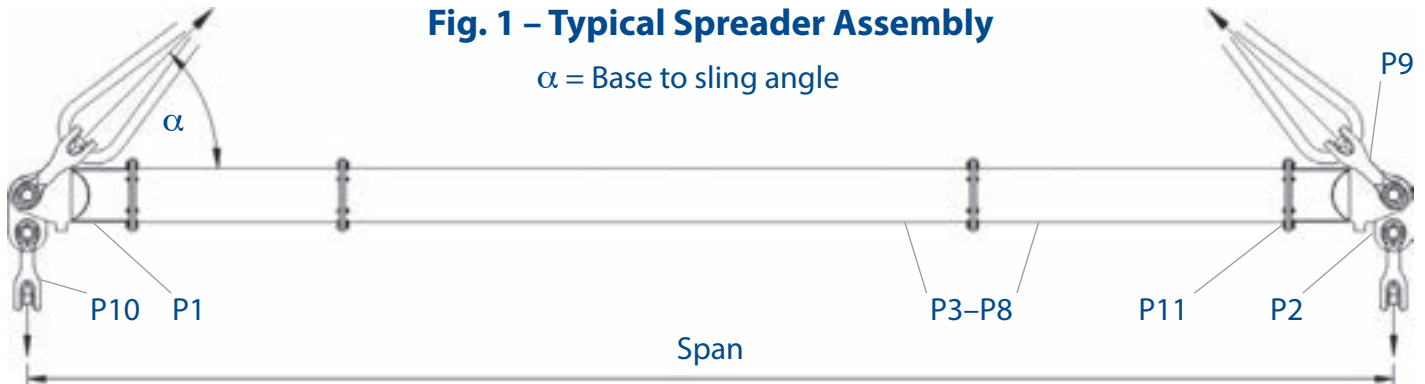 Fig. 1 – Typical Spreader Assembly
α = Base to sling angle
P9
α
P10 P1 P3–P8 P11 P2
Span